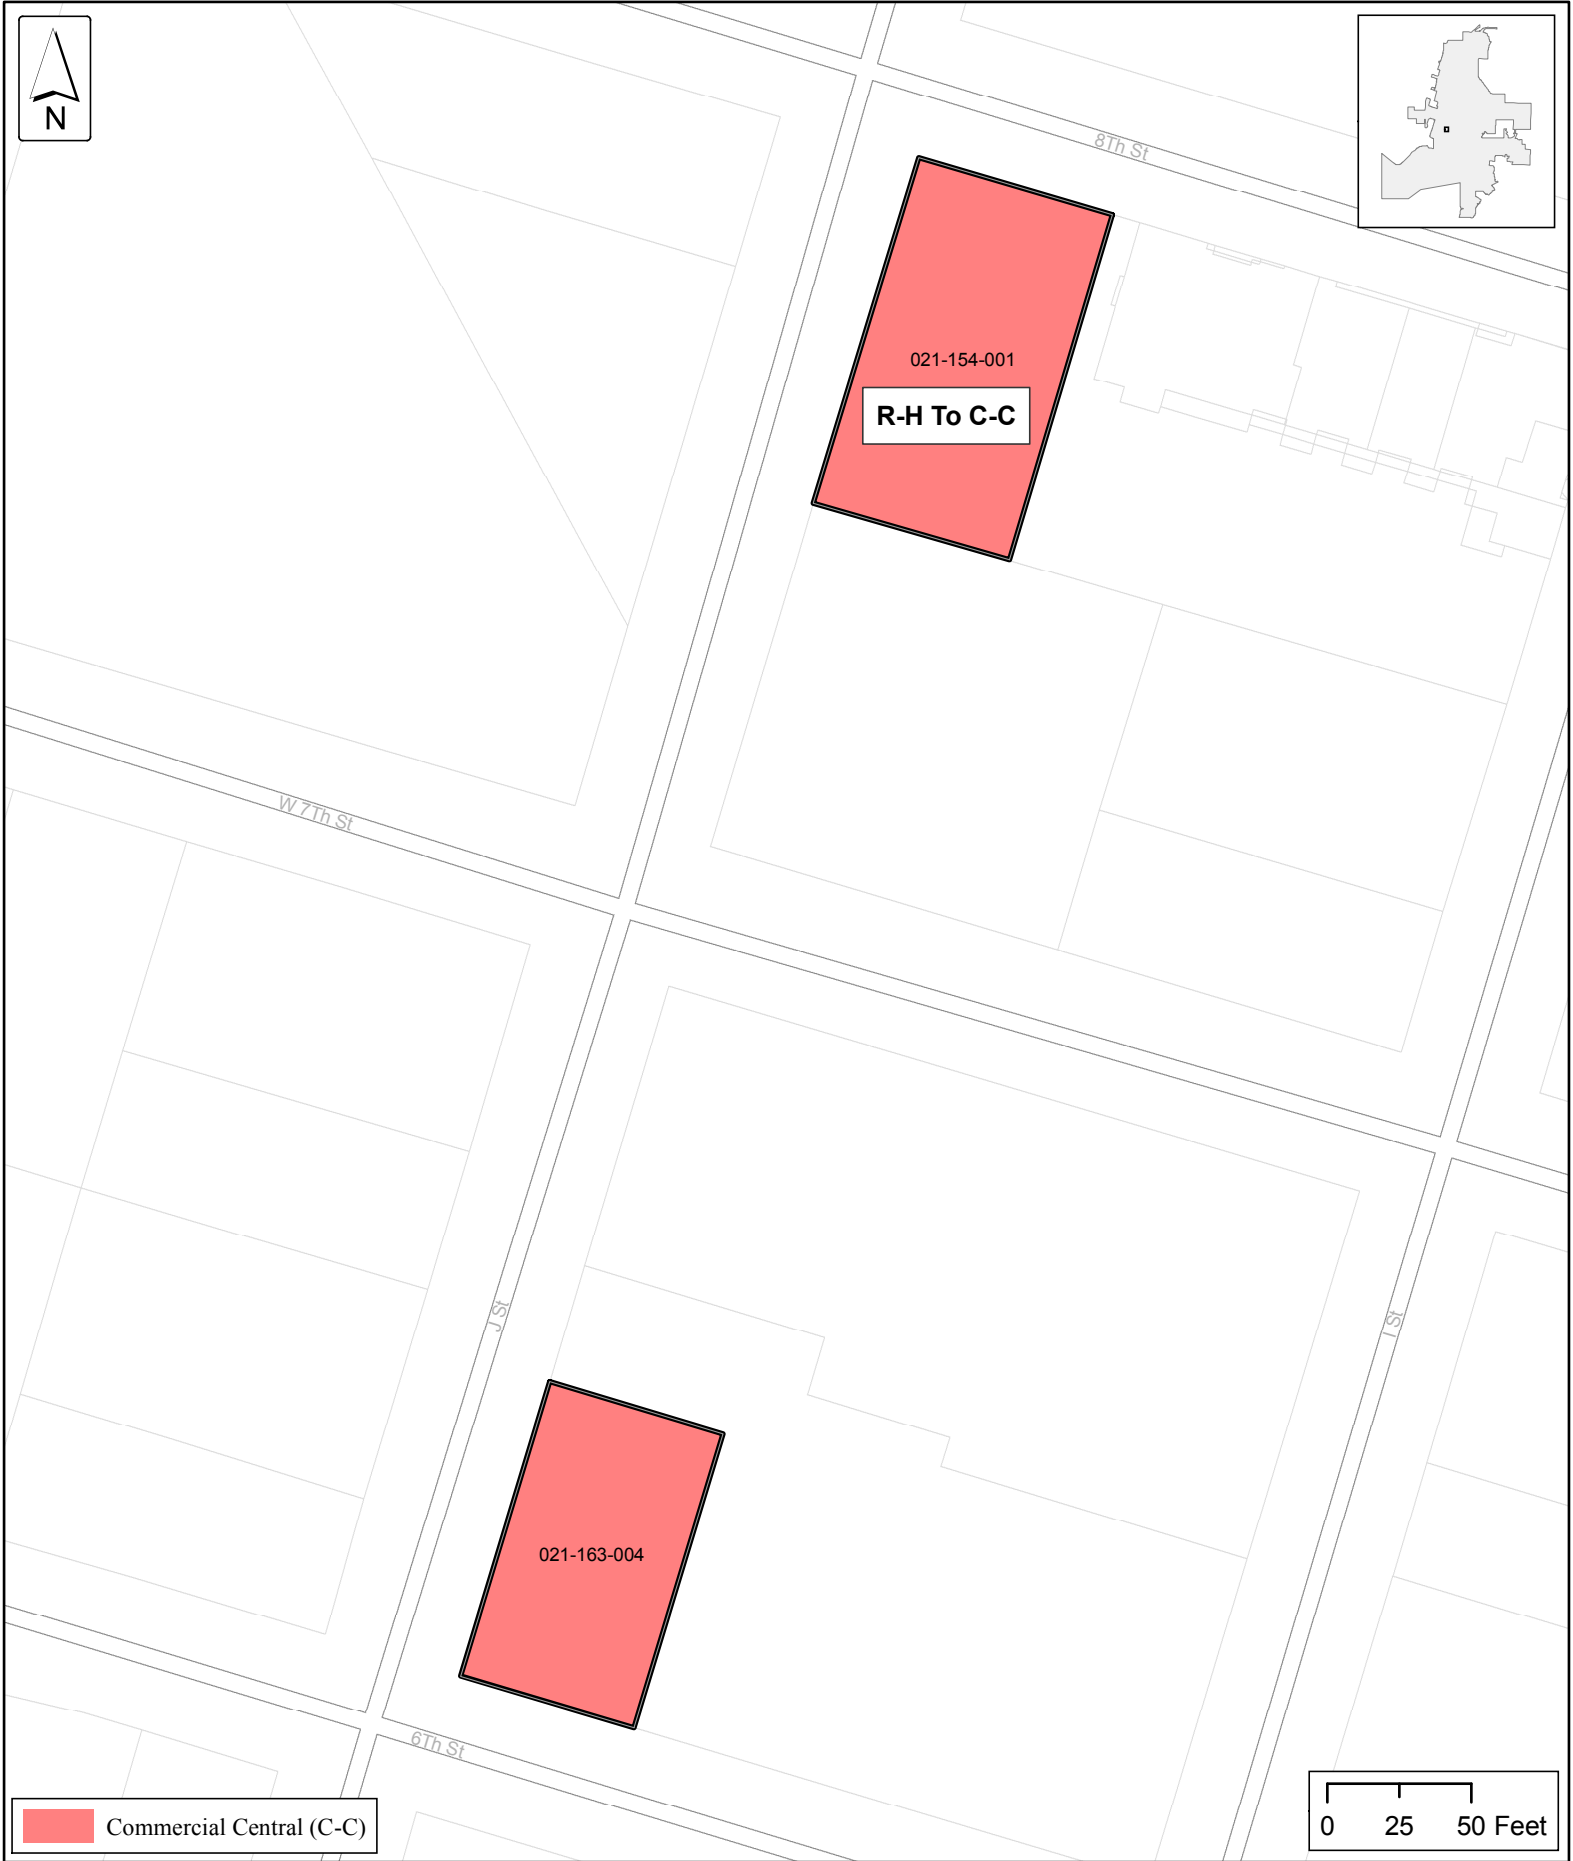 N
8Th St
021-154-001
R-H To C-C
W 7Th St
J St
I St
021-163-004
6Th St
Commercial Central (C-C)
0 25 50 Feet